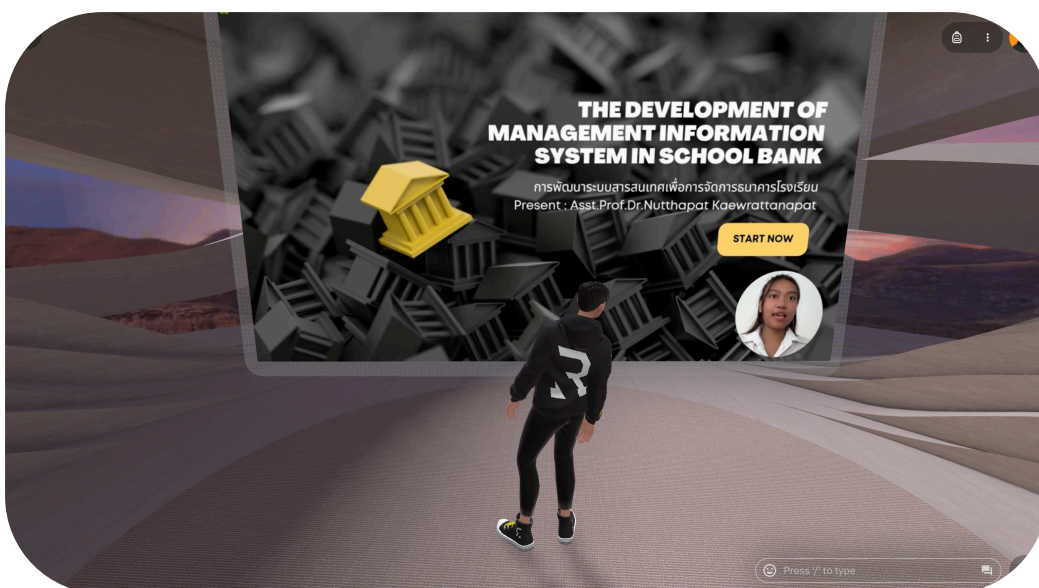 THE DEVELOPMENT OF
MANAGEMENT INFORMATION
SYSTEM IN SCHOOL BANK
การพัฒนาระบบสารสนเทศเพื่อการจัดการธนาคารโรงเรียน
Present : Asst.Prof.Dr.Nutthapat Kaewrattanapat
START NOW
Press '/' to type